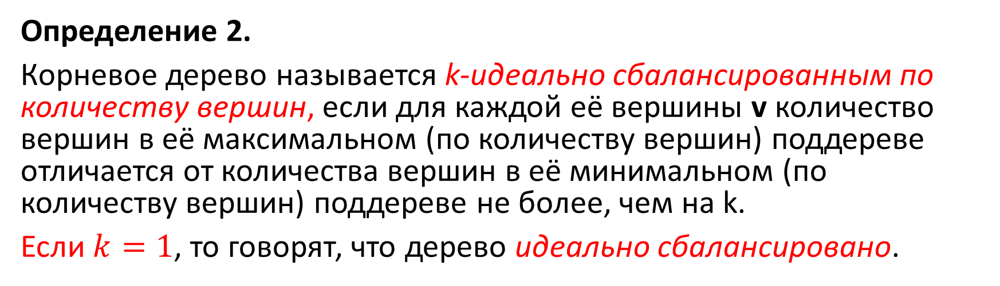 Определение 2.
Корневое дерево называется k-идеально сбалансированным по
количеству вершин, если для каждой её вершины v количество
вершин в её максимальном (по количеству вершин) поддереве
отличается от количества вершин в её минимальном (по
количеству вершин) поддереве не более, чем на k.
Если k = 1, то говорят, что дерево идеально сбалансировано.